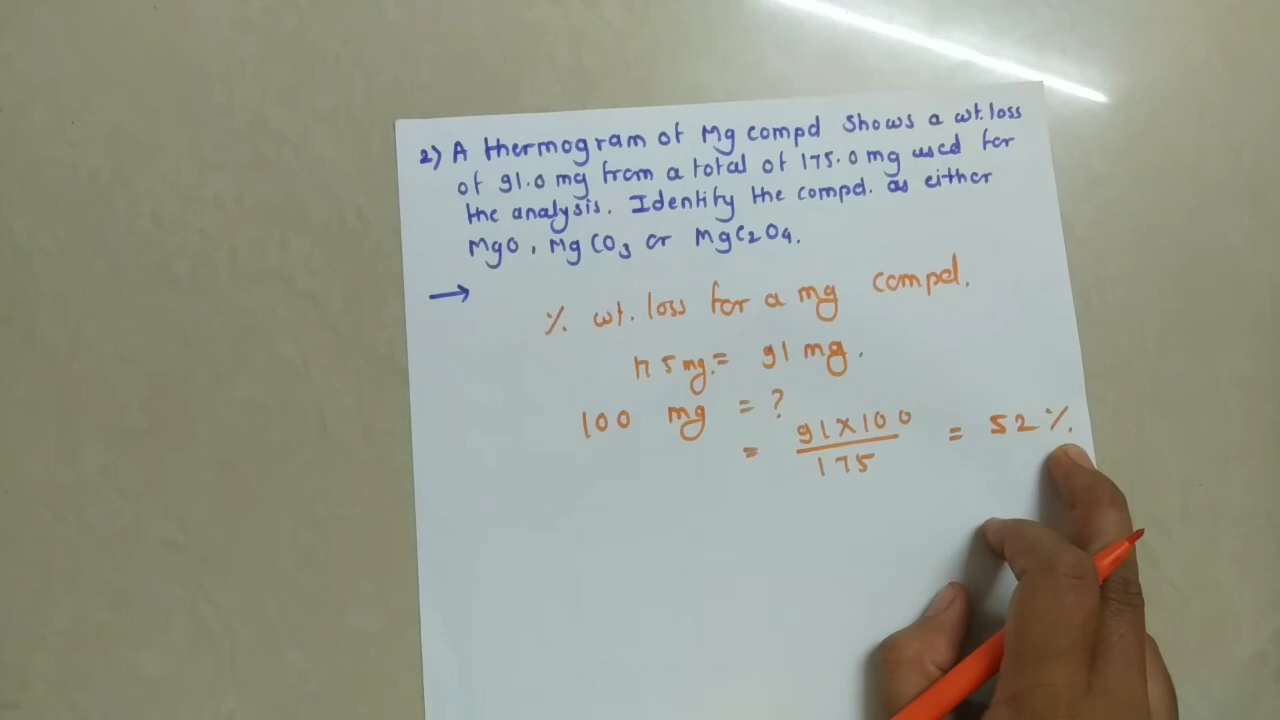 2) A thermogram of Mg compd Shows a wt. loss
of 91.0 mg from a total of 175.0 mg used for
the analysis. Identify the compd. as either
MgO, MgCO3 or MgC2O4.
→
% wt. loss for a mg compd.
175 mg. = 91 mg.
100 mg = ?
= 91 x 100 / 175 = 52 %.